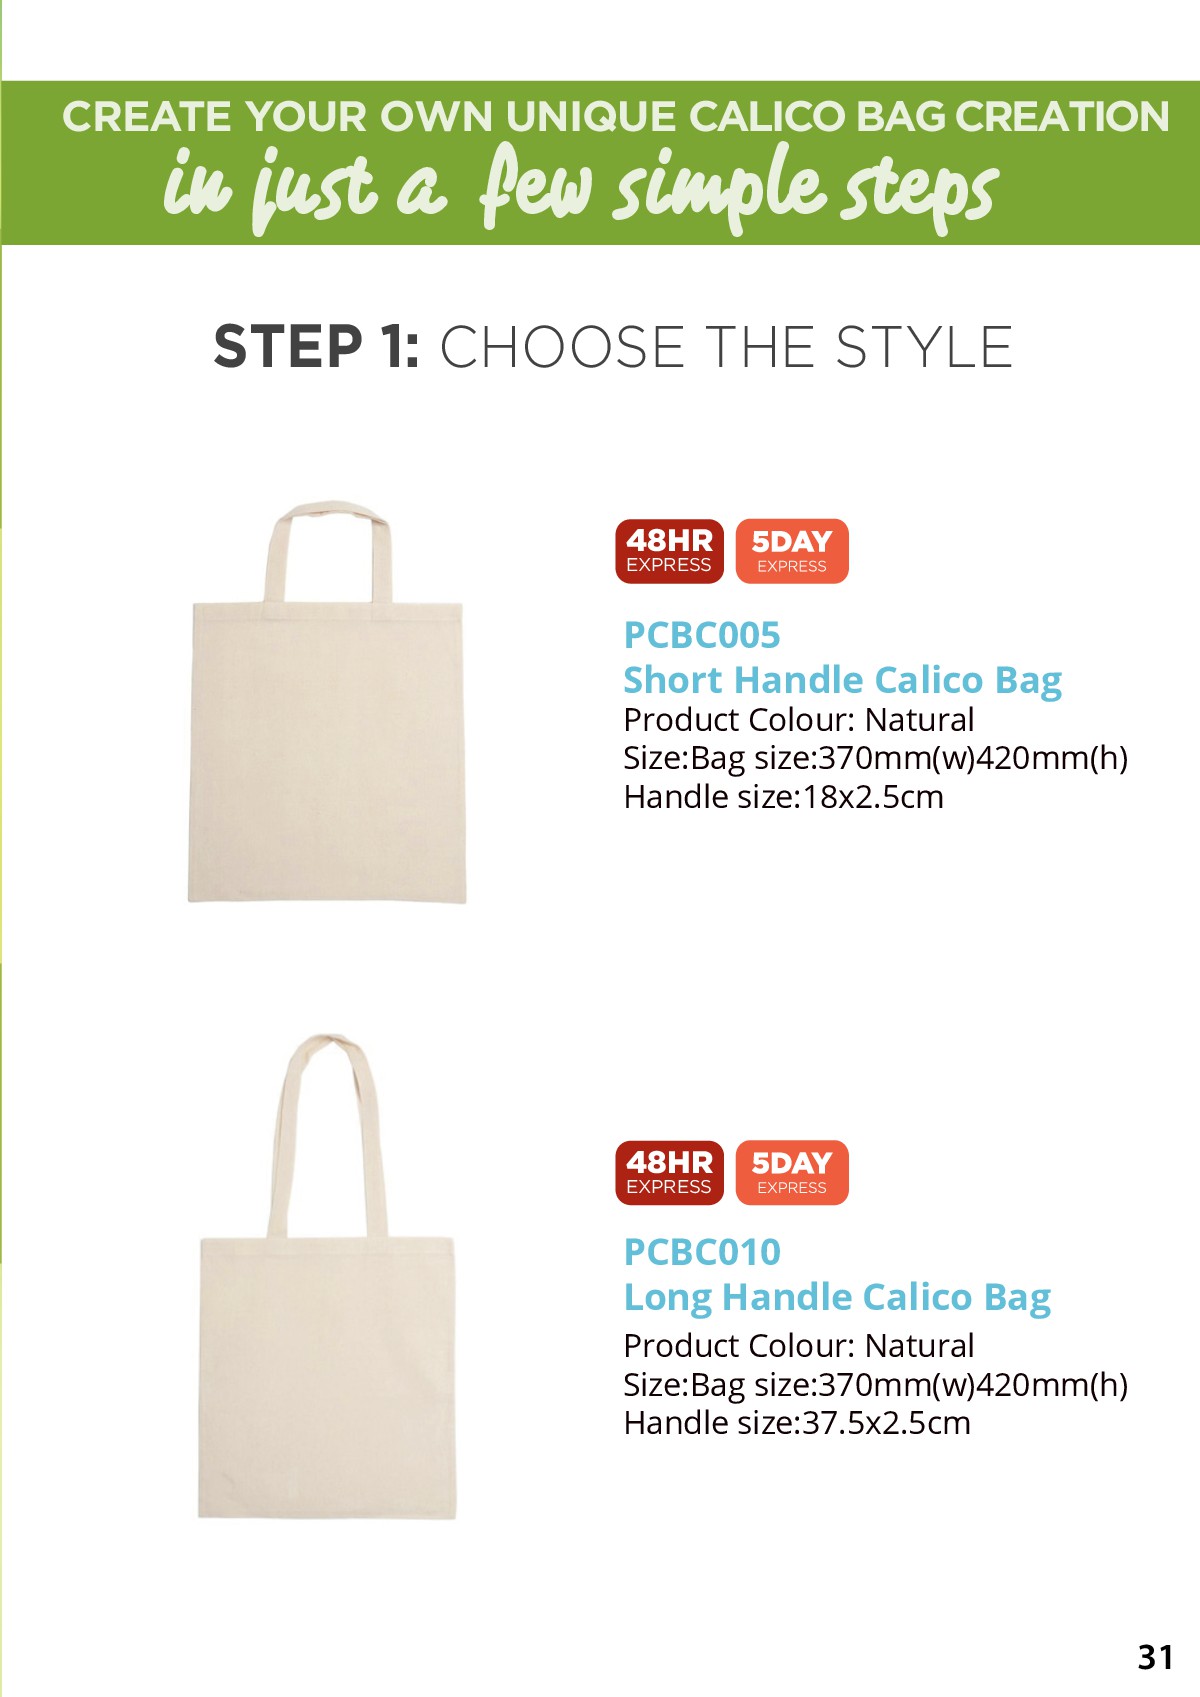 CREATE YOUR OWN UNIQUE CALICO BAG CREATION
in just a few simple steps
STEP 1: CHOOSE THE STYLE
48HR
EXPRESS
5DAY
EXPRESS
PCBC005
Short Handle Calico Bag
Product Colour: Natural
Size:Bag size:370mm(w)420mm(h)
Handle size:18x2.5cm
48HR
EXPRESS
5DAY
EXPRESS
PCBC010
Long Handle Calico Bag
Product Colour: Natural
Size:Bag size:370mm(w)420mm(h)
Handle size:37.5x2.5cm
31